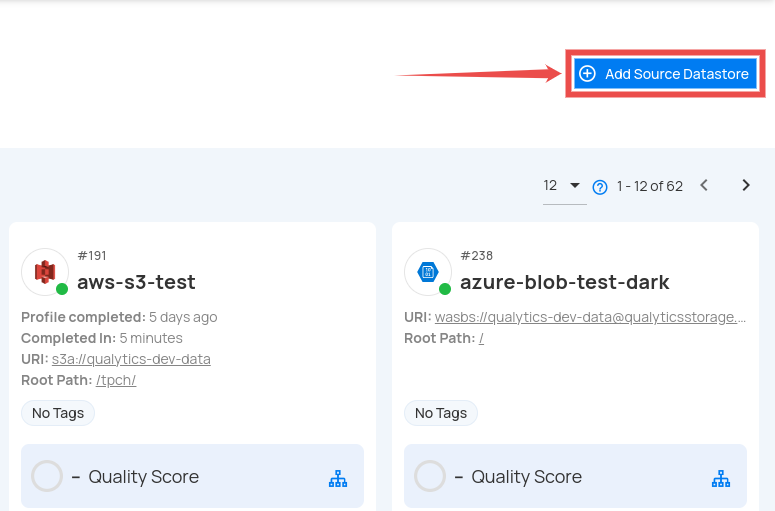 Add Source Datastore
12
1 - 12 of 62
#191
aws-s3-test
Profile completed: 5 days ago
Completed In: 5 minutes
URI: s3a://qualytics-dev-data
Root Path: /tpch/
No Tags
– Quality Score
#238
azure-blob-test-dark
URI: wasbs://qualytics-dev-data@qualyticsstorage....
Root Path: /
No Tags
– Quality Score